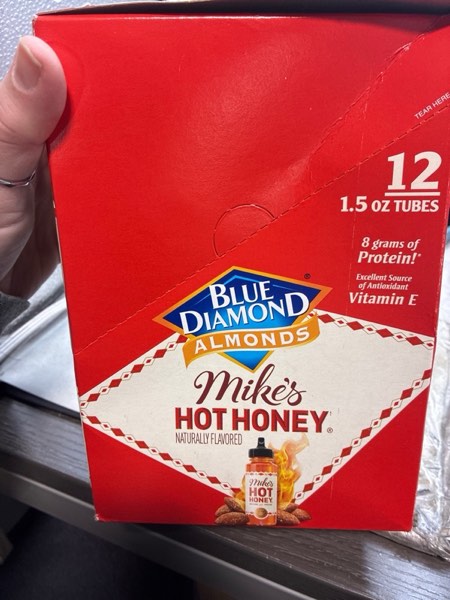 TEAR HERE
12
1.5 OZ TUBES
8 grams of
Protein!*
Excellent Source
of Antioxidant
Vitamin E
BLUE
DIAMOND®
ALMONDS
Mike's
HOT HONEY®
NATURALLY FLAVORED
Mike's
HOT
HONEY